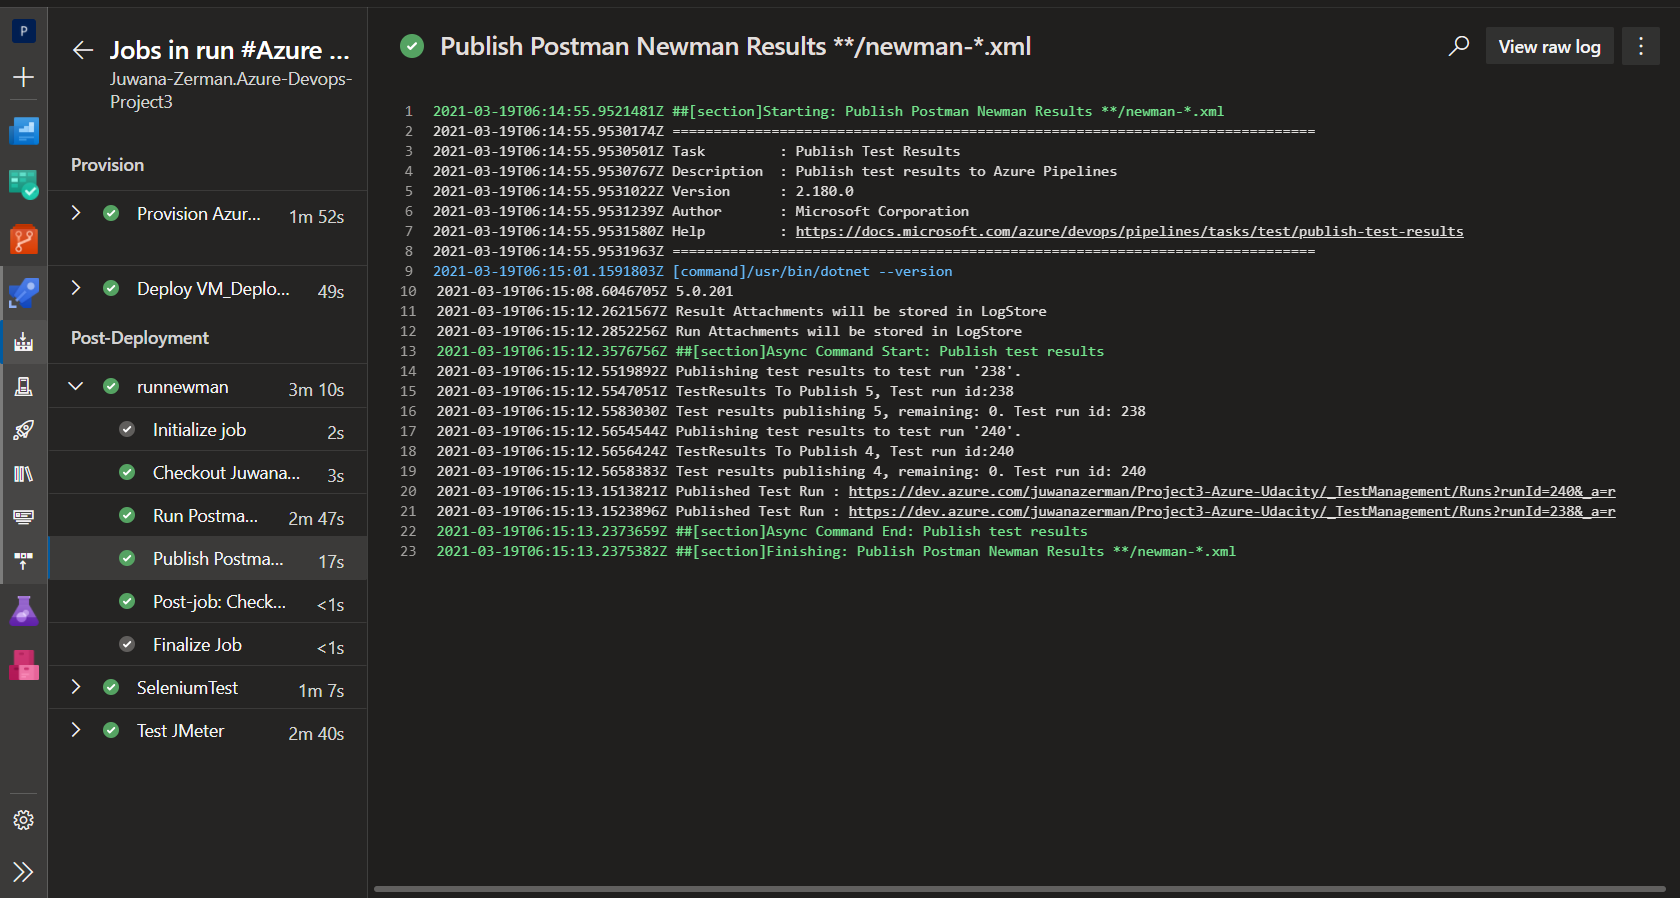 P
Jobs in run #Azure ...
Juwana-Zerman.Azure-Devops-
Project3
Provision
Provision Azur... 1m 52s
Deploy VM_Deplo... 49s
Post-Deployment
runnewman 3m 10s
Initialize job 2s
Checkout Juwana... 3s
Run Postma... 2m 47s
Publish Postma... 17s
Post-job: Check... <1s
Finalize Job <1s
SeleniumTest 1m 7s
Test JMeter 2m 40s
Publish Postman Newman Results **/newman-*.xml
View raw log
1 2021-03-19T06:14:55.9521481Z ##[section]Starting: Publish Postman Newman Results **/newman-*.xml
2 2021-03-19T06:14:55.9530174Z ==============================================================================
3 2021-03-19T06:14:55.9530501Z Task         : Publish Test Results
4 2021-03-19T06:14:55.9530767Z Description  : Publish test results to Azure Pipelines
5 2021-03-19T06:14:55.9531022Z Version      : 2.180.0
6 2021-03-19T06:14:55.9531239Z Author       : Microsoft Corporation
7 2021-03-19T06:14:55.9531580Z Help         : https://docs.microsoft.com/azure/devops/pipelines/tasks/test/publish-test-results
8 2021-03-19T06:14:55.9531963Z ==============================================================================
9 2021-03-19T06:15:01.1591803Z [command]/usr/bin/dotnet --version
10 2021-03-19T06:15:08.6046705Z 5.0.201
11 2021-03-19T06:15:12.2621567Z Result Attachments will be stored in LogStore
12 2021-03-19T06:15:12.2852256Z Run Attachments will be stored in LogStore
13 2021-03-19T06:15:12.3576756Z ##[section]Async Command Start: Publish test results
14 2021-03-19T06:15:12.5519892Z Publishing test results to test run '238'.
15 2021-03-19T06:15:12.5547051Z TestResults To Publish 5, Test run id:238
16 2021-03-19T06:15:12.5583030Z Test results publishing 5, remaining: 0. Test run id: 238
17 2021-03-19T06:15:12.5654544Z Publishing test results to test run '240'.
18 2021-03-19T06:15:12.5656424Z TestResults To Publish 4, Test run id:240
19 2021-03-19T06:15:12.5658383Z Test results publishing 4, remaining: 0. Test run id: 240
20 2021-03-19T06:15:13.1513821Z Published Test Run : https://dev.azure.com/juwanazerman/Project3-Azure-Udacity/_TestManagement/Runs?runId=240&_a=r
21 2021-03-19T06:15:13.1523896Z Published Test Run : https://dev.azure.com/juwanazerman/Project3-Azure-Udacity/_TestManagement/Runs?runId=238&_a=r
22 2021-03-19T06:15:13.2373659Z ##[section]Async Command End: Publish test results
23 2021-03-19T06:15:13.2375382Z ##[section]Finishing: Publish Postman Newman Results **/newman-*.xml